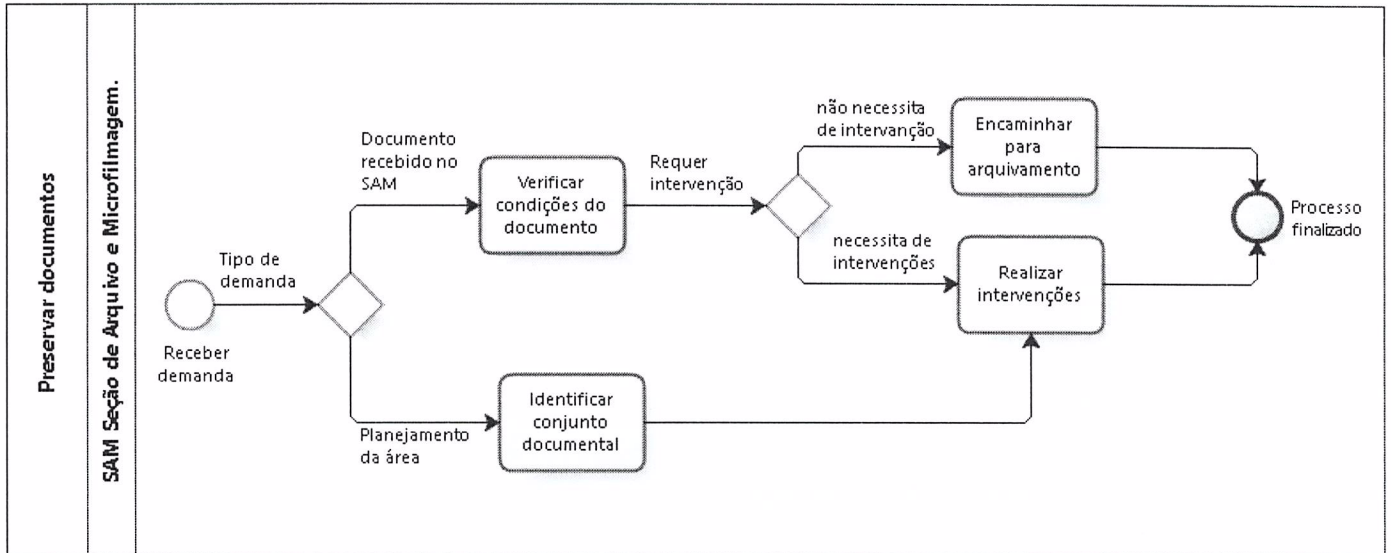 Preservar documentos
SAM Seção de Arquivo e Microfilmagem.
Receber
demanda
Tipo de
demanda
Documento
recebido no
SAM
Verificar
condições do
documento
Requer
intervenção
não necessita
de intervanção
Encaminhar
para
arquivamento
necessita de
intervenções
Realizar
intervenções
Processo
finalizado
Planejamento
da área
Identificar
conjunto
documental